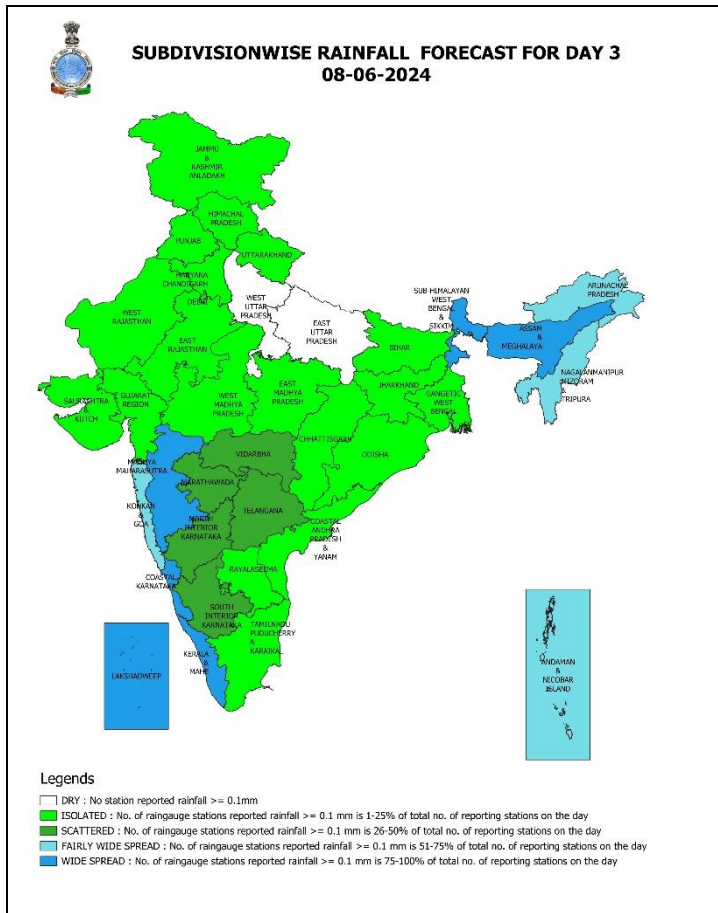 SUBDIVISIONWISE RAINFALL FORECAST FOR DAY 3
08-06-2024
JAMMU
&
KASHMIR
ANLADAKH
HIMACHAL
PRADESH
PUNJAB
UTTARAKHAND
HARYANA
CHANDIGARH
&
DELHI
WEST
UTTAR
PRADESH
EAST
UTTAR
PRADESH
WEST
RAJASTHAN
EAST
RAJASTHAN
SUB-HIMALAYAN
WEST
BENGAL
&
SIKKIM
ARUNACHAL
PRADESH
ASSAM
&
MEGHALAYA
NAGALANMANIPUR
MIZORAM
&
TRIPURA
BIHAR
JHARKHAND
GANGETIC
WEST
BENGAL
SAURASHTRA
&
KUTCH
GUJARAT
REGION
WEST
MADHYA
PRADESH
EAST
MADHYA
PRADESH
CHHATTISGARH
ODISHA
MADHYA
MAHARASHTRA
VIDARBHA
MARATHAWADA
KONKAN
&
GOA
TELANGANA
NORTH
INTERIOR
KARNATAKA
COASTAL
ANDHRA
PRADESH
&
YANAM
COASTAL
KARNATAKA
RAYALASEEMA
SOUTH
INTERIOR
KARNATAKA
TAMILNADU
PUDUCHERRY
&
KARAIKAL
KERALA
&
MAHE
LAKSHADWEEP
ANDAMAN
&
NICOBAR
ISLAND
Legends
DRY : No station reported rainfall >= 0.1mm
ISOLATED : No. of raingauge stations reported rainfall >= 0.1 mm is 1-25% of total no. of reporting stations on the day
SCATTERED : No. of raingauge stations reported rainfall >= 0.1 mm is 26-50% of total no. of reporting stations on the day
FAIRLY WIDE SPREAD : No. of raingauge stations reported rainfall >= 0.1 mm is 51-75% of total no. of reporting stations on the day
WIDE SPREAD : No. of raingauge stations reported rainfall >= 0.1 mm is 75-100% of total no. of reporting stations on the day